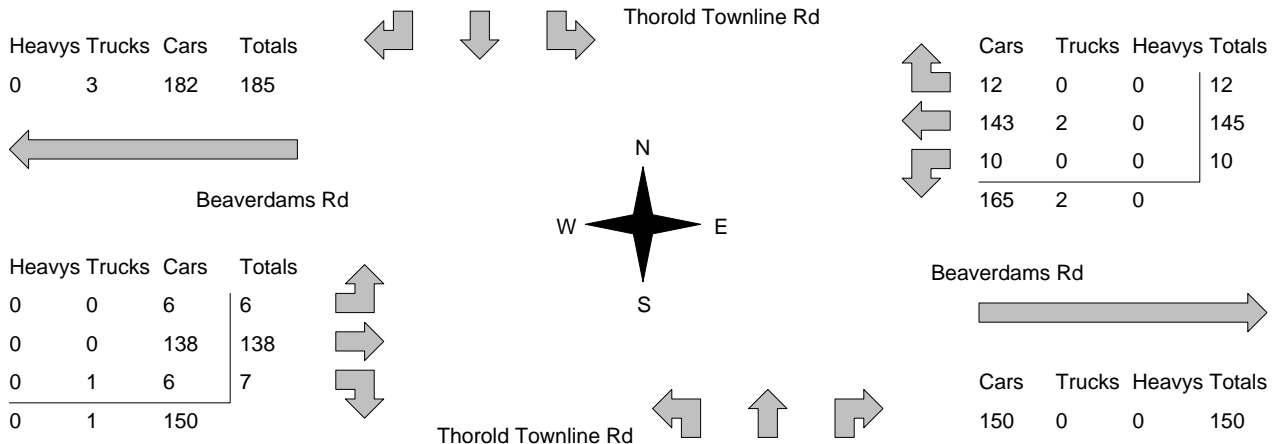 Thorold Townline Rd
Heavys Trucks Cars Totals
0 3 182 185
Cars Trucks Heavys Totals
12 0 0 12
143 2 0 145
10 0 0 10
165 2 0
Beaverdams Rd
N
W E
S
Heavys Trucks Cars Totals
0 0 6 6
0 0 138 138
0 1 6 7
0 1 150
Beaverdams Rd
Cars Trucks Heavys Totals
150 0 0 150
Thorold Townline Rd